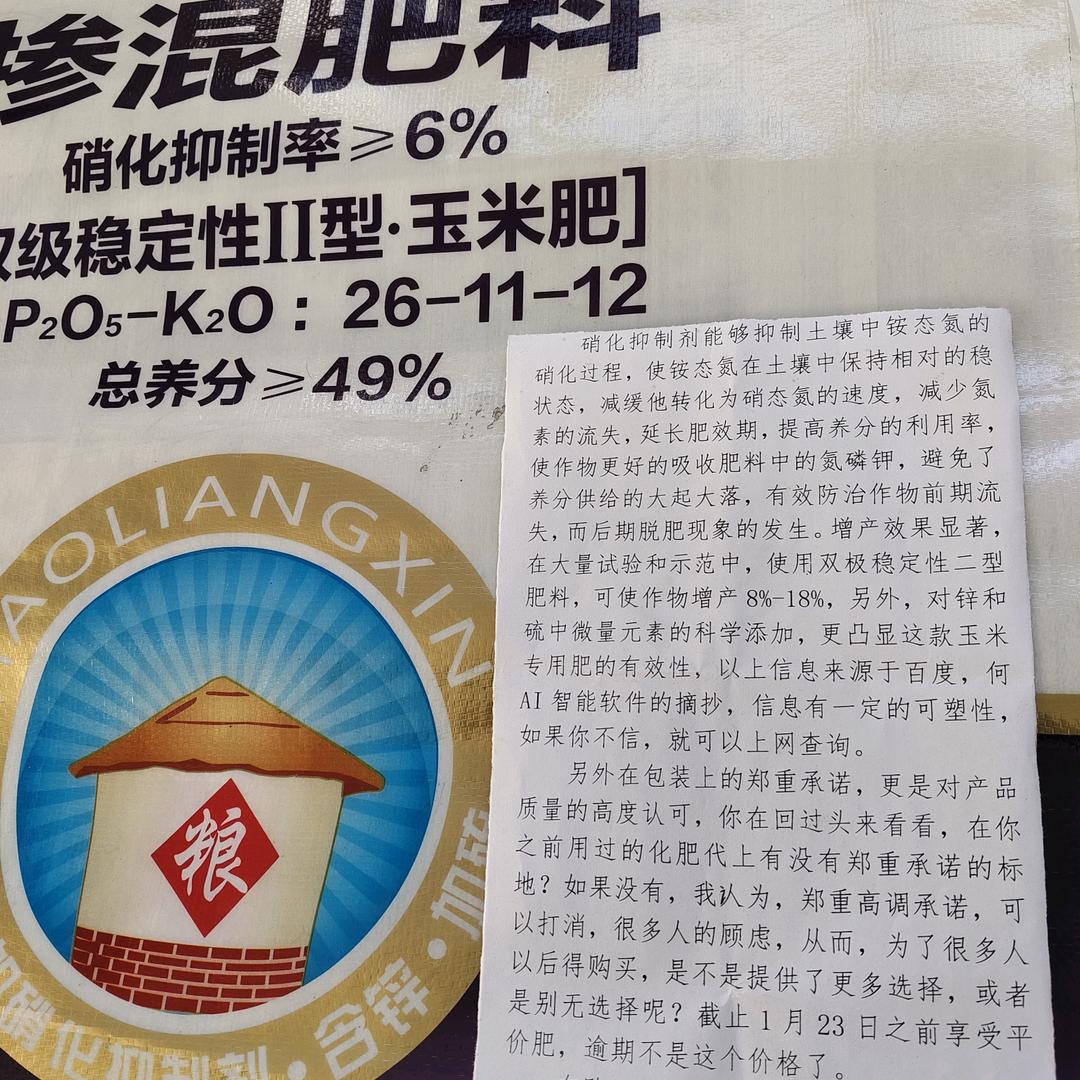 掺混肥料
硝化抑制率≥6%
双级稳定性II型·玉米肥]
P₂O₅-K₂O：26-11-12
总养分≥49%
AOLIANGXIN
粮
硝化抑制剂·含锌·加硫
硝化抑制剂能够抑制土壤中铵态氮的
硝化过程，使铵态氮在土壤中保持相对的稳
状态，减缓他转化为硝态氮的速度，减少氮
素的流失，延长肥效期，提高养分的利用率，
使作物更好的吸收肥料中的氮磷钾，避免了
养分供给的大起大落，有效防治作物前期流
失，而后期脱肥现象的发生。增产效果显著，
在大量试验和示范中，使用双极稳定性二型
肥料，可使作物增产 8%-18%，另外，对锌和
硫中微量元素的科学添加，更凸显这款玉米
专用肥的有效性，以上信息来源于百度，何
AI 智能软件的摘抄，信息有一定的可塑性，
如果你不信，就可以上网查询。
另外在包装上的郑重承诺，更是对产品
质量的高度认可，你在回过头来看看，在你
之前用过的化肥代上有没有郑重承诺的标
地？如果没有，我认为，郑重高调承诺，可
以打消，很多人的顾虑，从而，为了很多人
以后得购买，是不是提供了更多选择，或者
是别无选择呢？截止 1 月 23 日之前享受平
价肥，逾期不是这个价格了。